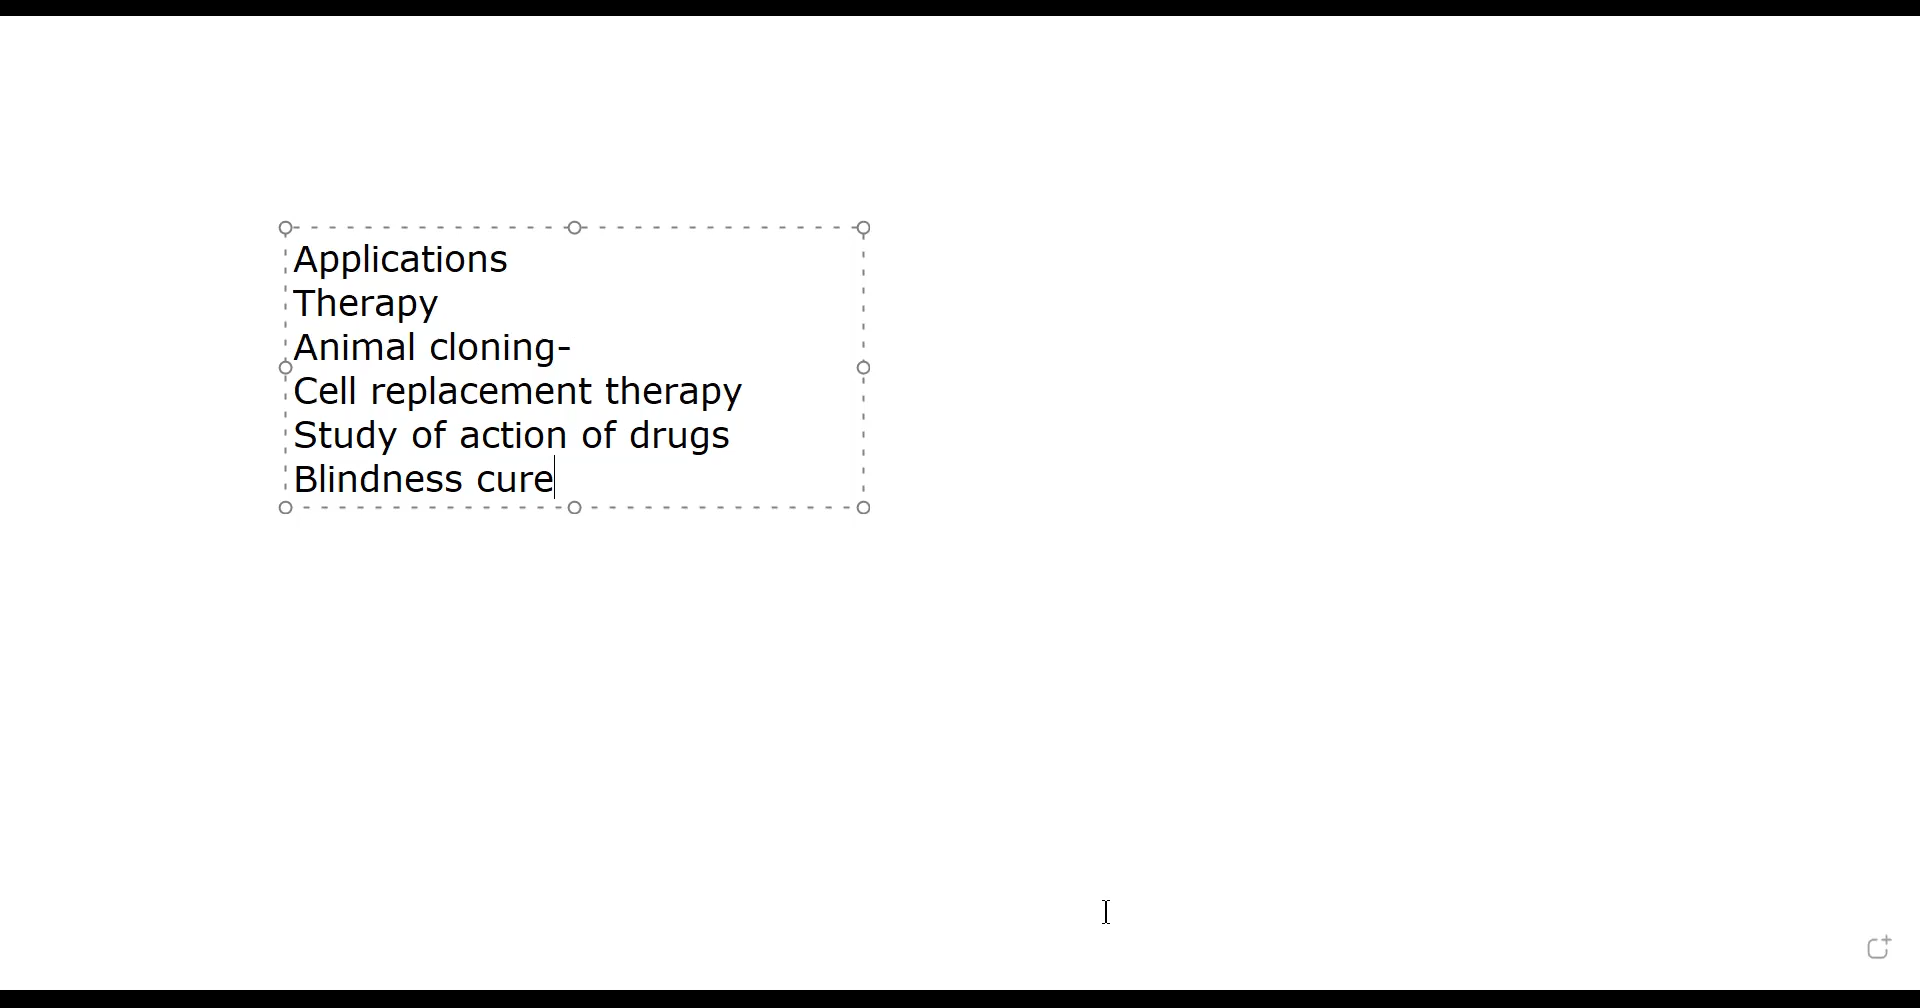 Applications
Therapy
Animal cloning-
Cell replacement therapy
Study of action of drugs
Blindness cure